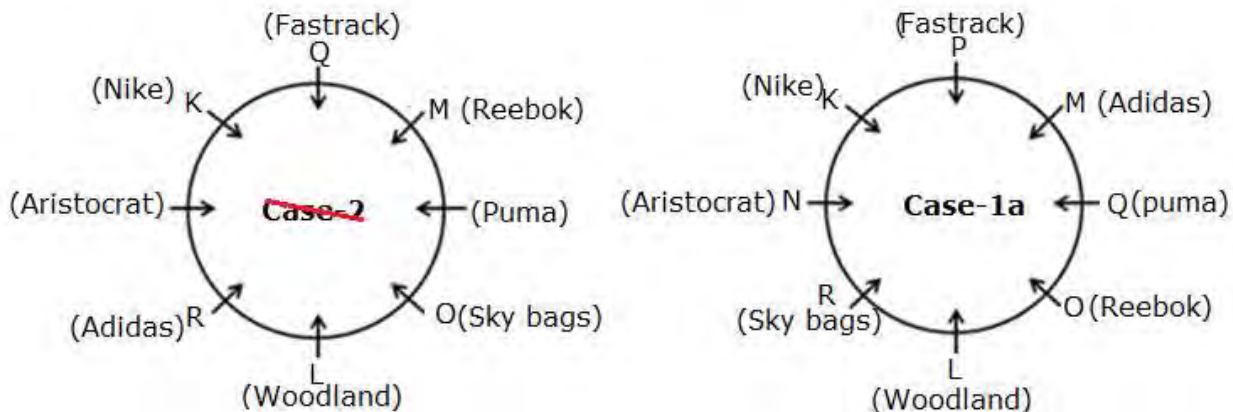 (Fastrack)
Q
(Nike) K
M (Reebok)
(Aristocrat)
Case-2
(Puma)
(Adidas) R
O(Sky bags)
L
(Woodland)
(Fastrack)
P
(Nike) K
M (Adidas)
(Aristocrat) N
Case-1a
Q(puma)
R
(Sky bags)
O(Reebok)
L
(Woodland)